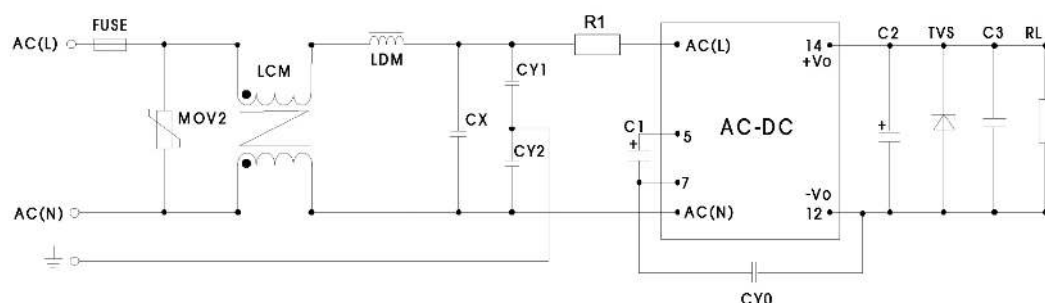 FUSE
AC(L)
MOV2
LCM
LDM
CX
CY1
CY2
R1
C1
AC(L)
5
7
AC(N)
AC-DC
14
+Vo
-Vo
12
C2
TVS
C3
RL
AC(N)
CY0